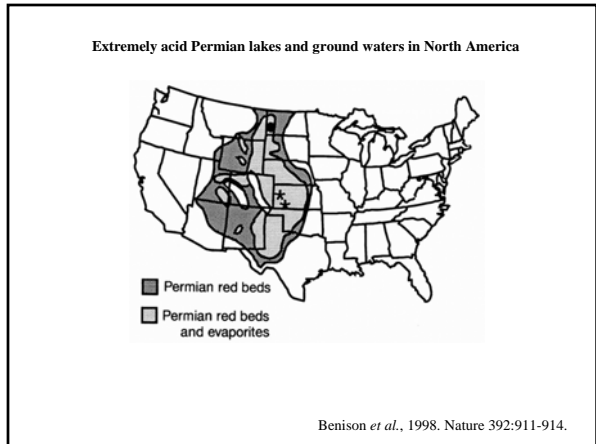 Extremely acid Permian lakes and ground waters in North America
Permian red beds
Permian red beds
and evaporites
Benison et al., 1998. Nature 392:911-914.